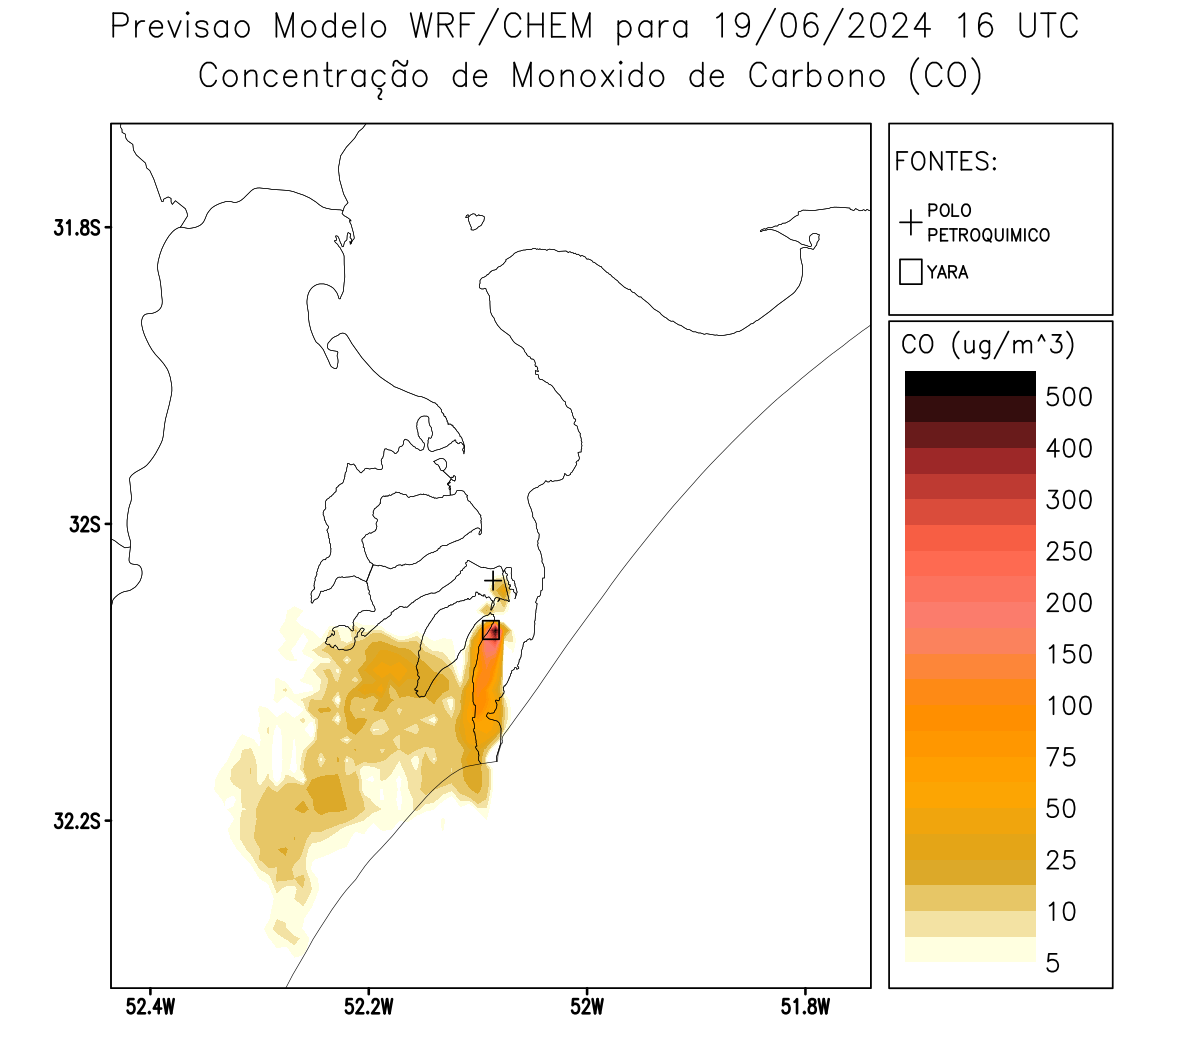 Previsao Modelo WRF/CHEM para 19/06/2024 16 UTC
Concentração de Monoxido de Carbono (CO)
FONTES:
POLO
PETROQUIMICO
YARA
CO (ug/m^3)
500
400
300
250
200
150
100
75
50
25
10
5
31.8S
32S
32.2S
52.4W
52.2W
52W
51.8W